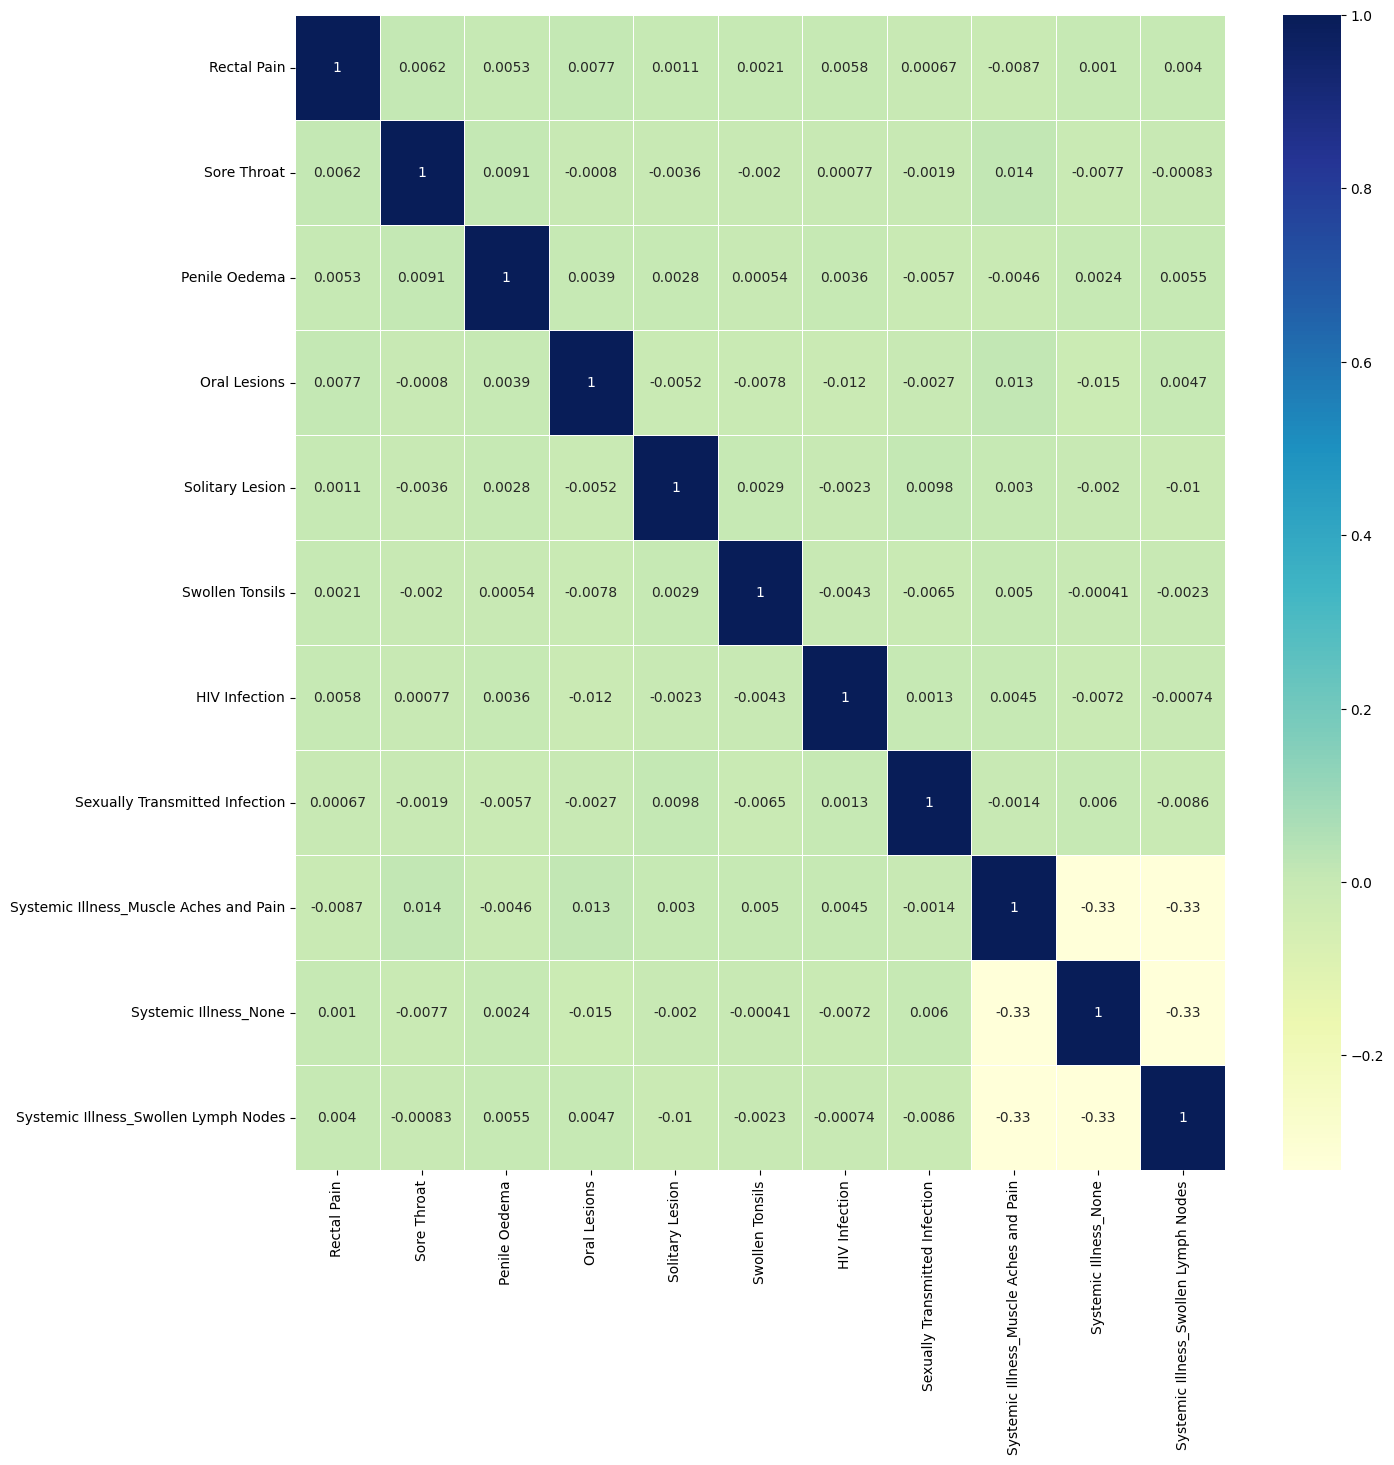 Rectal Pain 1 0.0062 0.0053 0.0077 0.0011 0.0021 0.0058 0.00067 -0.0087 0.001 0.004
Sore Throat 0.0062 1 0.0091 -0.0008 -0.0036 -0.002 0.00077 -0.0019 0.014 -0.0077 -0.00083
Penile Oedema 0.0053 0.0091 1 0.0039 0.0028 0.00054 0.0036 -0.0057 -0.0046 0.0024 0.0055
Oral Lesions 0.0077 -0.0008 0.0039 1 -0.0052 -0.0078 -0.012 -0.0027 0.013 -0.015 0.0047
Solitary Lesion 0.0011 -0.0036 0.0028 -0.0052 1 0.0029 -0.0023 0.0098 0.003 -0.002 -0.01
Swollen Tonsils 0.0021 -0.002 0.00054 -0.0078 0.0029 1 -0.0043 -0.0065 0.005 -0.00041 -0.0023
HIV Infection 0.0058 0.00077 0.0036 -0.012 -0.0023 -0.0043 1 0.0013 0.0045 -0.0072 -0.00074
Sexually Transmitted Infection 0.00067 -0.0019 -0.0057 -0.0027 0.0098 -0.0065 0.0013 1 -0.0014 0.006 -0.0086
Systemic Illness_Muscle Aches and Pain -0.0087 0.014 -0.0046 0.013 0.003 0.005 0.0045 -0.0014 1 -0.33 -0.33
Systemic Illness_None 0.001 -0.0077 0.0024 -0.015 -0.002 -0.00041 -0.0072 0.006 -0.33 1 -0.33
Systemic Illness_Swollen Lymph Nodes 0.004 -0.00083 0.0055 0.0047 -0.01 -0.0023 -0.00074 -0.0086 -0.33 -0.33 1
Rectal Pain
Sore Throat
Penile Oedema
Oral Lesions
Solitary Lesion
Swollen Tonsils
HIV Infection
Sexually Transmitted Infection
Systemic Illness_Muscle Aches and Pain
Systemic Illness_None
Systemic Illness_Swollen Lymph Nodes
1.0
0.8
0.6
0.4
0.2
0.0
−0.2